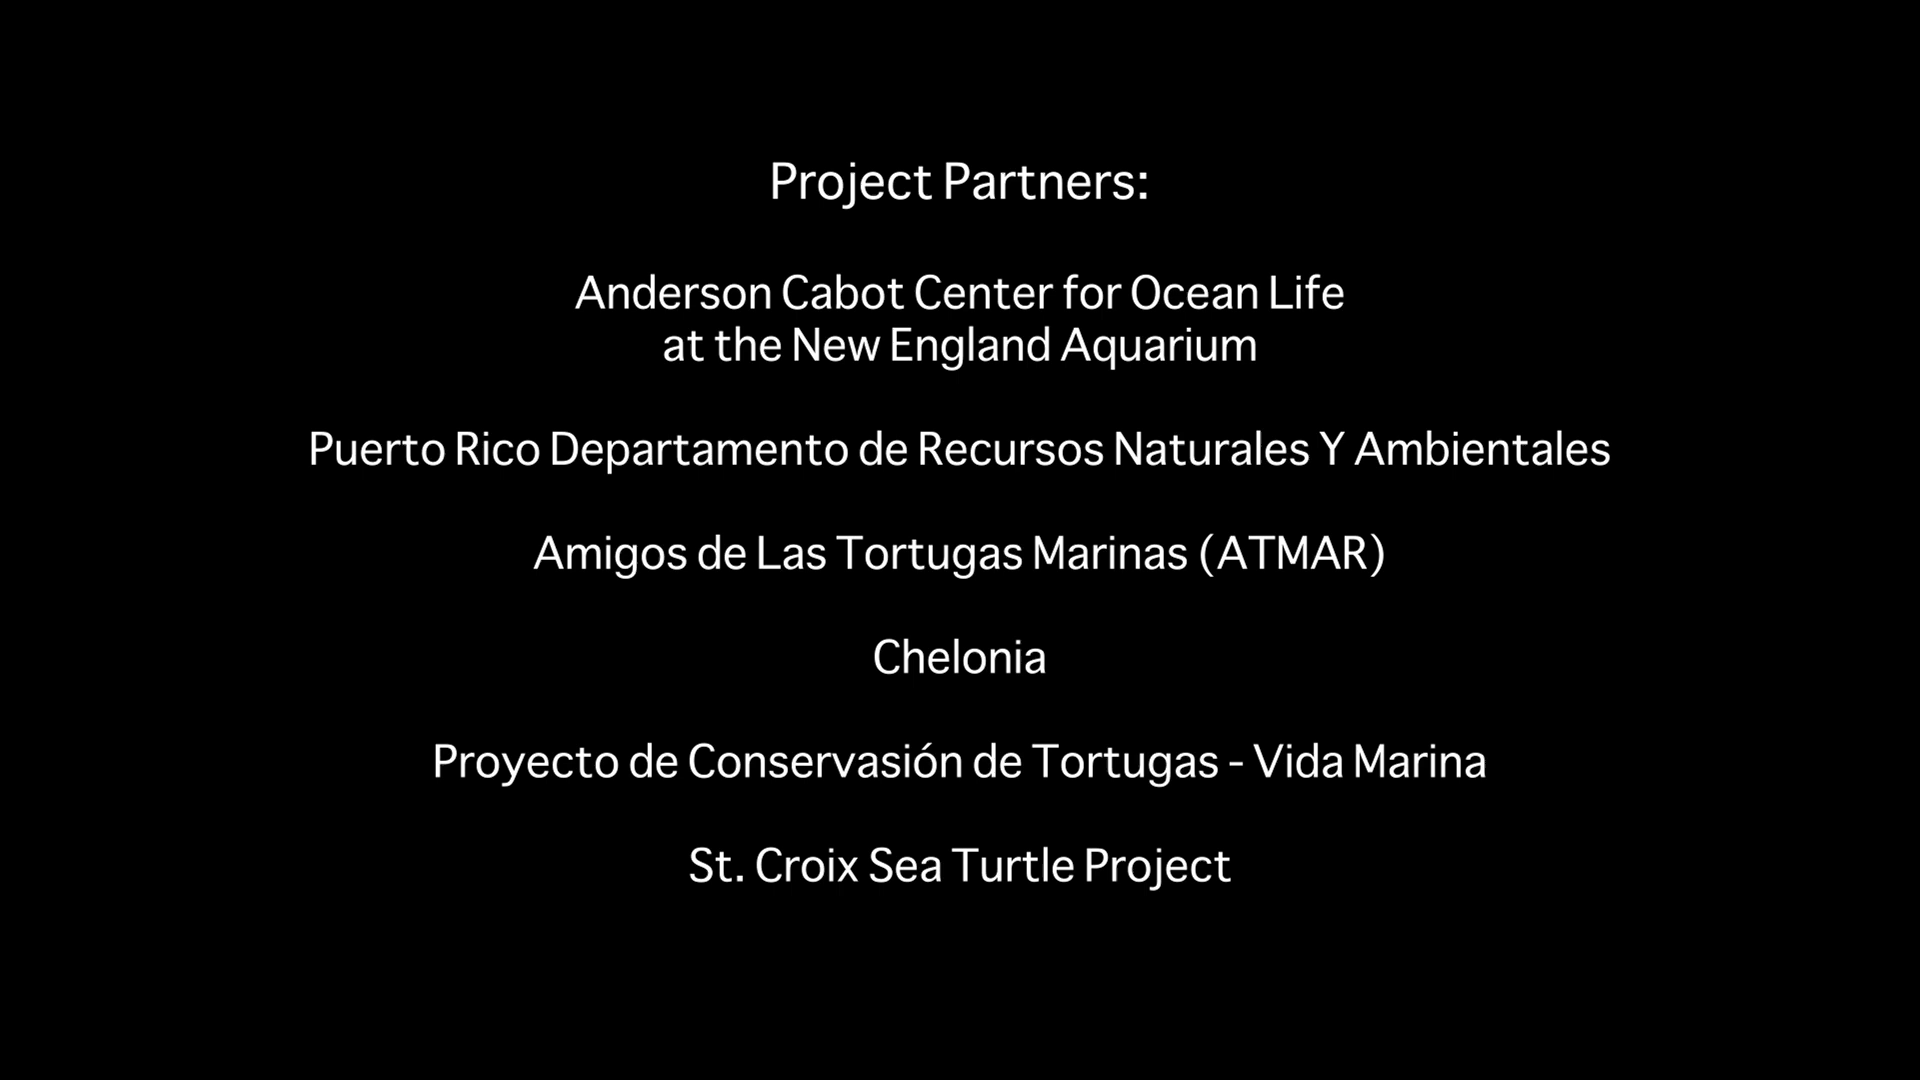 Project Partners:
Anderson Cabot Center for Ocean Life
at the New England Aquarium
Puerto Rico Departamento de Recursos Naturales Y Ambientales
Amigos de Las Tortugas Marinas (ATMAR)
Chelonia
Proyecto de Conservasión de Tortugas - Vida Marina
St. Croix Sea Turtle Project